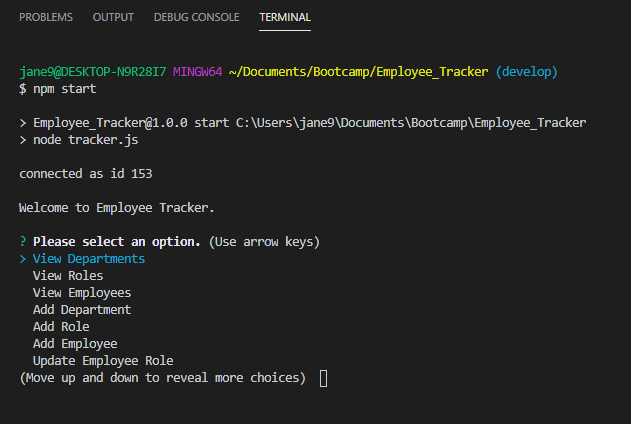 PROBLEMS OUTPUT DEBUG CONSOLE TERMINAL
jane9@DESKTOP-N9R28I7 MINGW64 ~/Documents/Bootcamp/Employee_Tracker (develop)
$ npm start
> Employee_Tracker@1.0.0 start C:\Users\jane9\Documents\Bootcamp\Employee_Tracker
> node tracker.js
connected as id 153
Welcome to Employee Tracker.
? Please select an option. (Use arrow keys)
> View Departments
View Roles
View Employees
Add Department
Add Role
Add Employee
Update Employee Role
(Move up and down to reveal more choices)